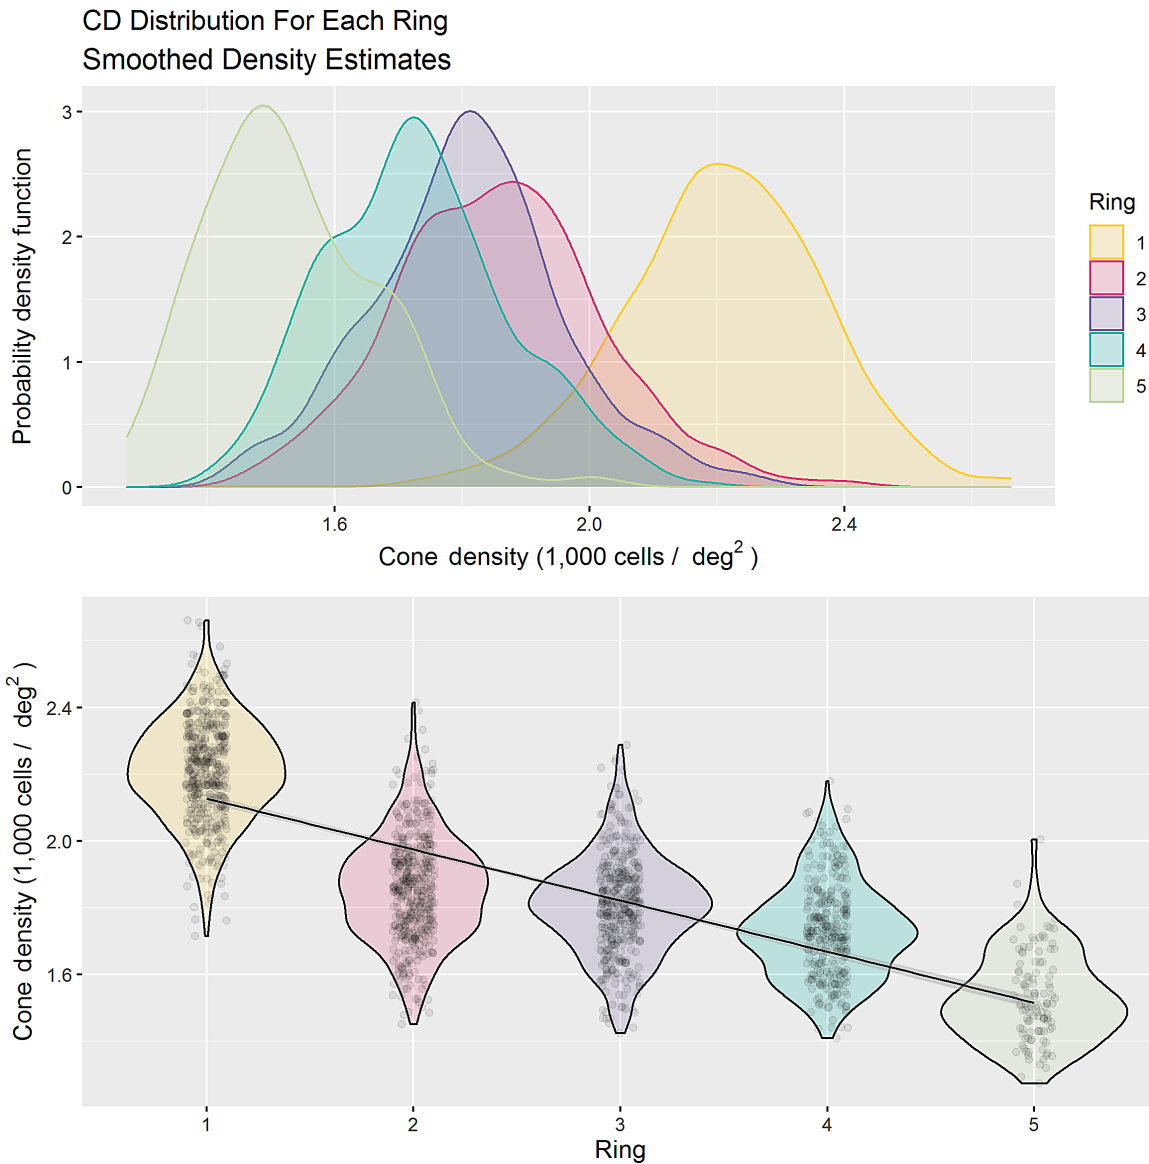 CD Distribution For Each Ring
Smoothed Density Estimates
Probability density function
3
2
1
0
1.6 2.0 2.4
Cone density (1,000 cells / deg²)
Ring
1
2
3
4
5
Cone density (1,000 cells / deg²)
2.4
2.0
1.6
1 2 3 4 5
Ring